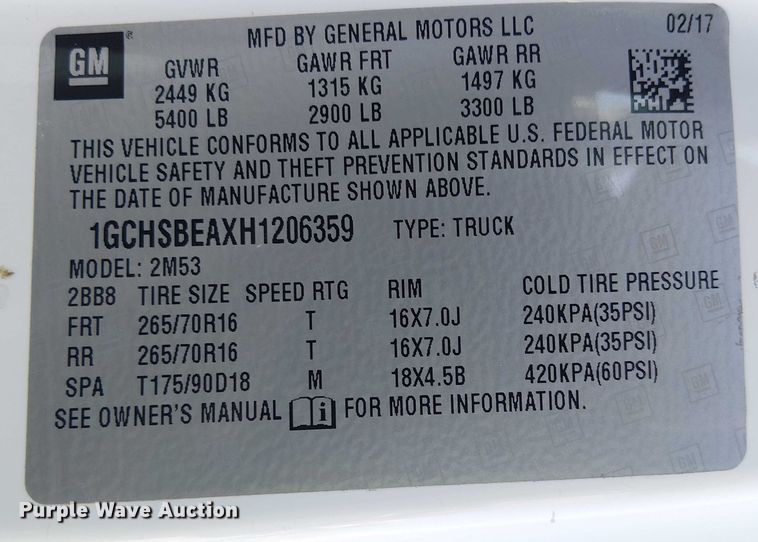 GM ® MFD BY GENERAL MOTORS LLC 02/17
GVWR GAWR FRT GAWR RR
2449 KG 1315 KG 1497 KG
5400 LB 2900 LB 3300 LB
THIS VEHICLE CONFORMS TO ALL APPLICABLE U.S. FEDERAL MOTOR
VEHICLE SAFETY AND THEFT PREVENTION STANDARDS IN EFFECT ON
THE DATE OF MANUFACTURE SHOWN ABOVE.
1GCHSBEAXH1206359 TYPE: TRUCK
MODEL: 2M53
2BB8 TIRE SIZE SPEED RTG RIM COLD TIRE PRESSURE
FRT 265/70R16 T 16X7.0J 240KPA(35PSI)
RR 265/70R16 T 16X7.0J 240KPA(35PSI)
SPA T175/90D18 M 18X4.5B 420KPA(60PSI)
SEE OWNER'S MANUAL i FOR MORE INFORMATION.
Purple Wave Auction